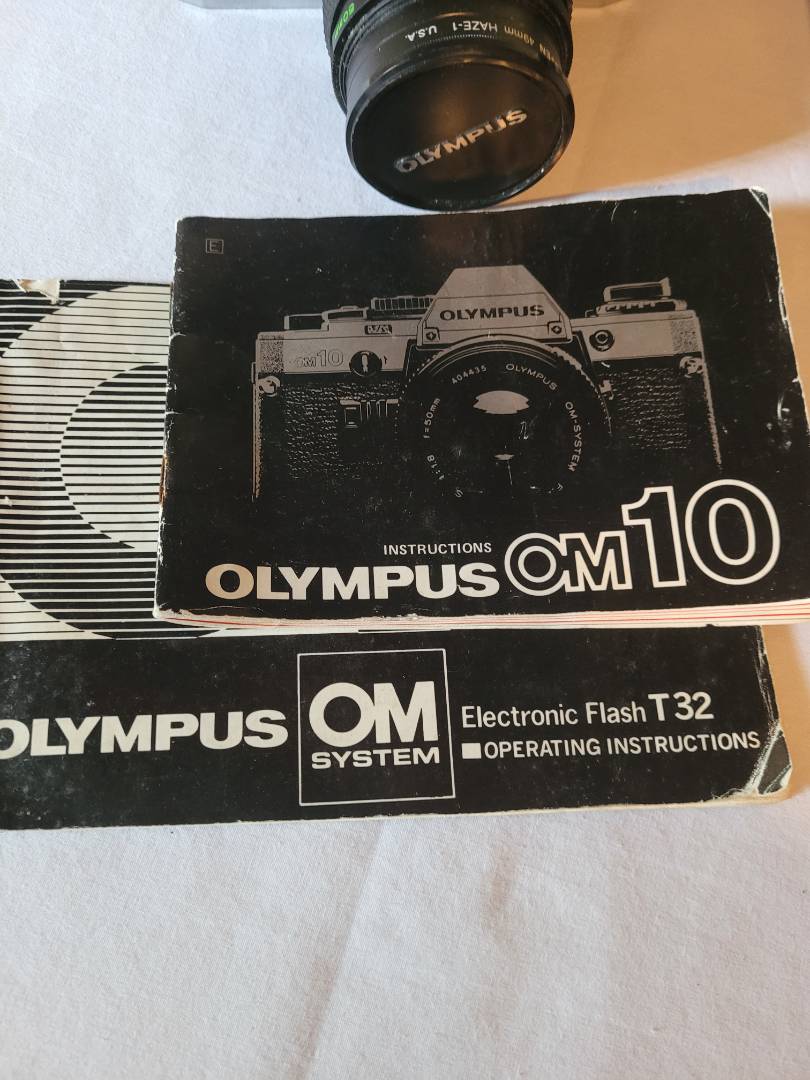 49mm HAZE-1 U.S.A.
OLYMPUS
E
OLYMPUS
OM10
404435 OLYMPUS OM-SYSTEM
1:1.8 f=50mm
INSTRUCTIONS
OLYMPUS OM10
OLYMPUS OM SYSTEM
Electronic Flash T32
■OPERATING INSTRUCTIONS